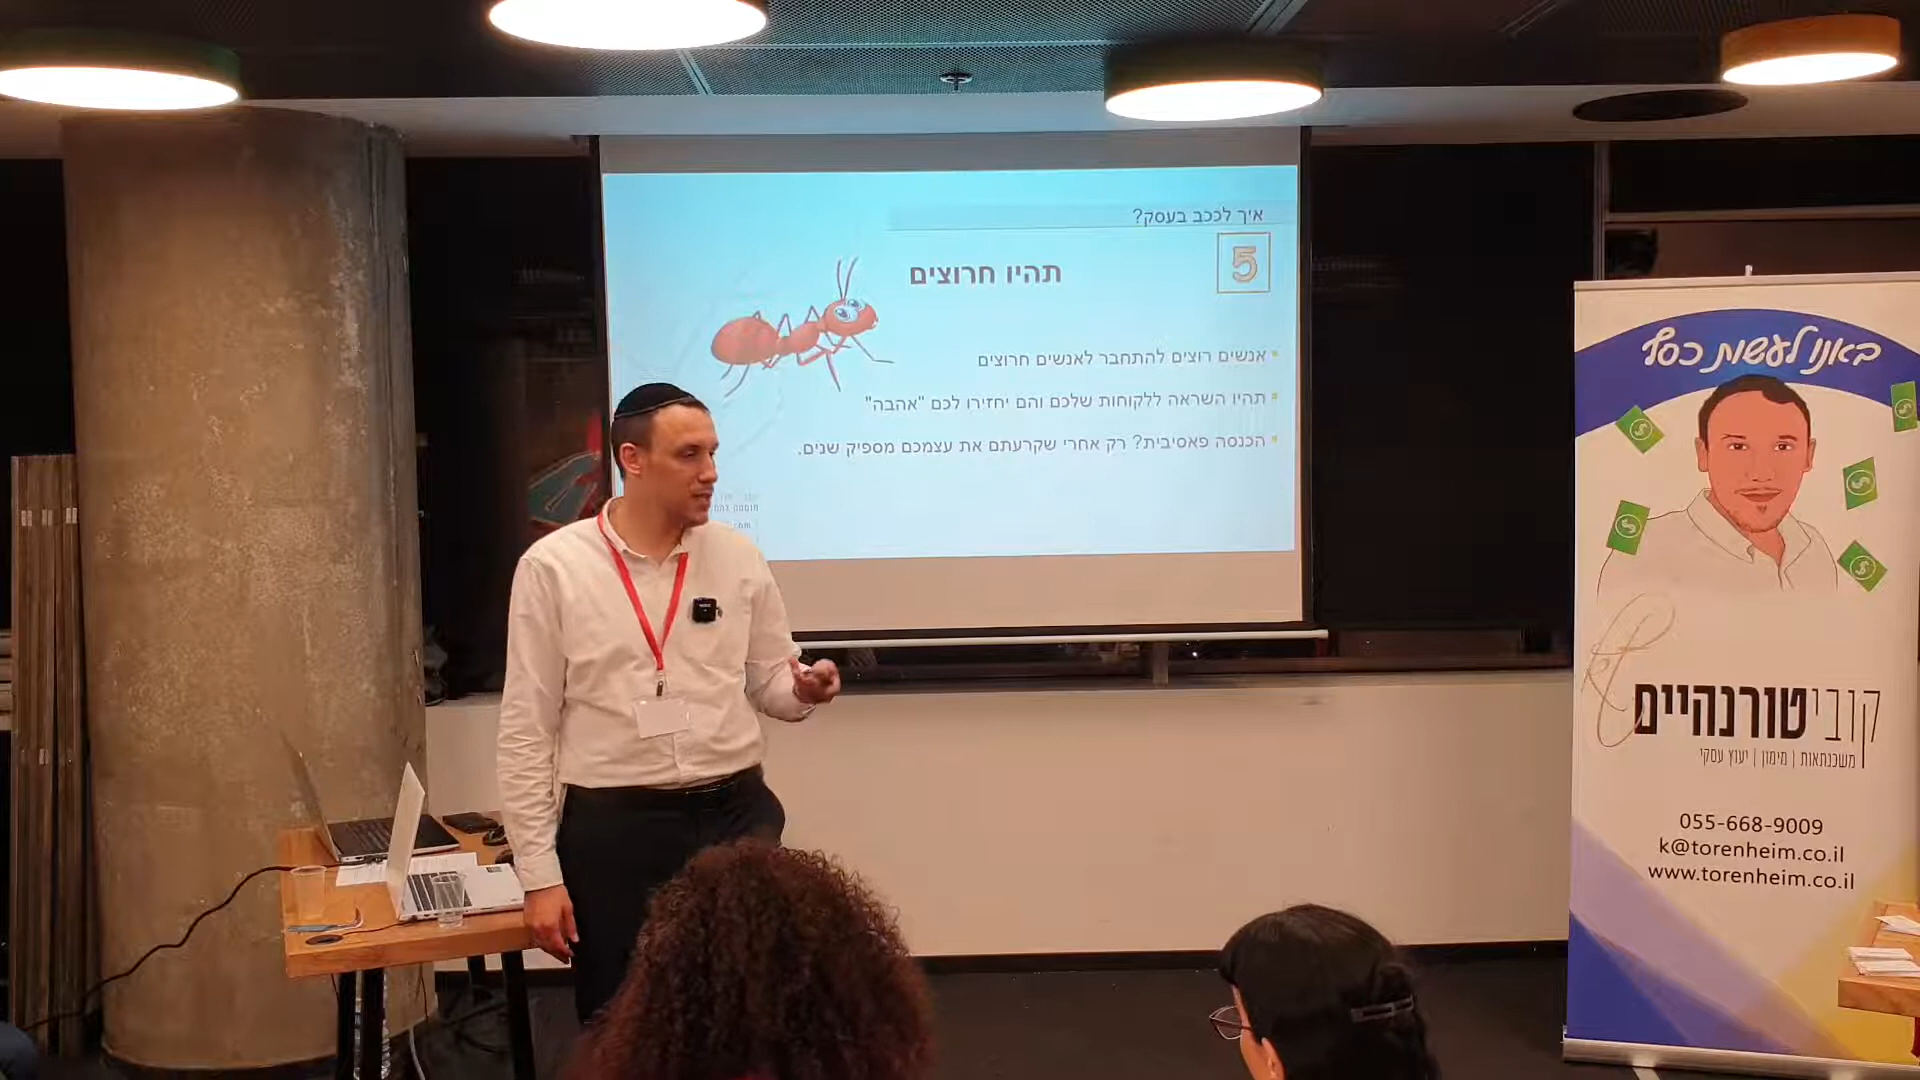 איך לככב בעסק?
5
תהיו חרוצים
אנשים רוצים להתחבר לאנשים חרוצים
תהיו השראה ללקוחות שלכם והם יחזירו לכם "אהבה"
הכנסה פאסיבית? רק אחרי שקרעתם את עצמכם מספיק שנים.
באנו לעשות כסף
קובי טורנהיים
משכנתאות | מימון | יעוץ עסקי
055-668-9009
k@torenheim.co.il
www.torenheim.co.il